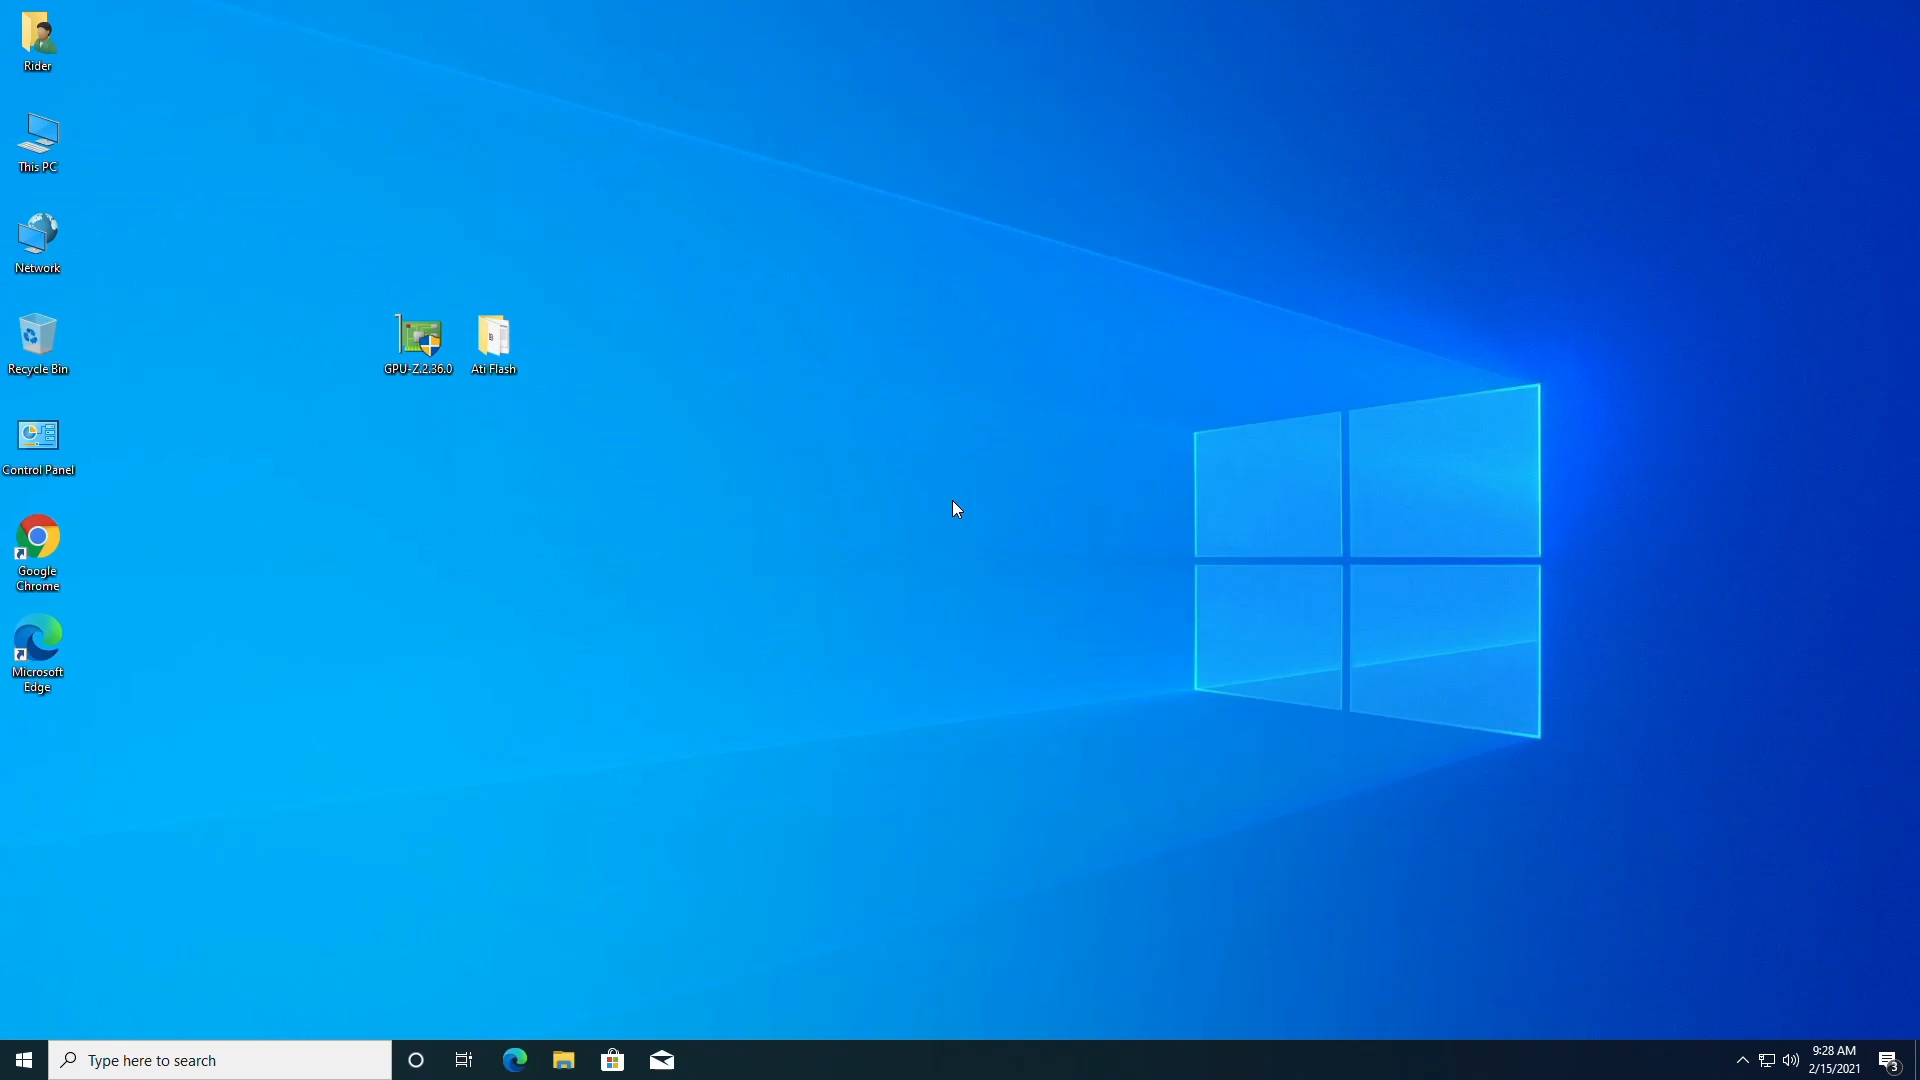 Rider
This PC
Network
Recycle Bin
GPU-Z.2.36.0
Ati Flash
Control Panel
Google
Chrome
Microsoft
Edge
Type here to search
9:28 AM
2/15/2021
3